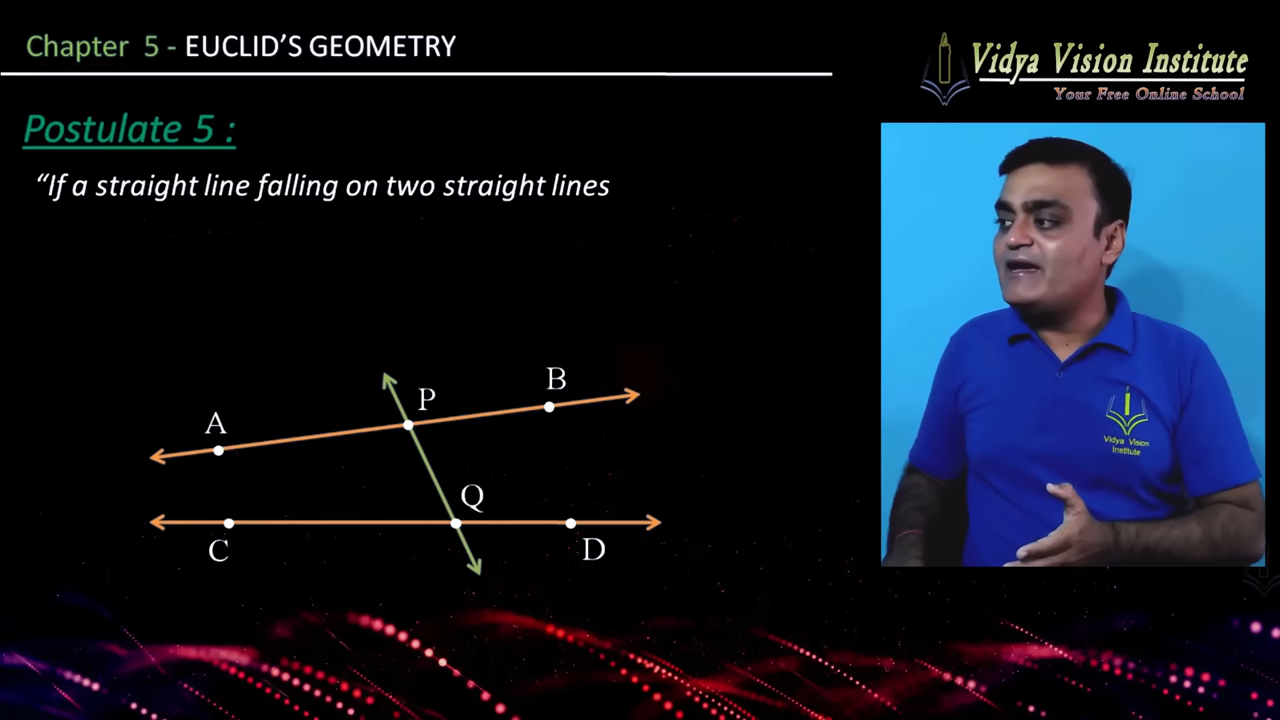 Chapter 5 - EUCLID'S GEOMETRY
Vidya Vision Institute
Your Free Online School
Postulate 5 :
“If a straight line falling on two straight lines
A
P
B
C
Q
D
Vidya Vision
Institute